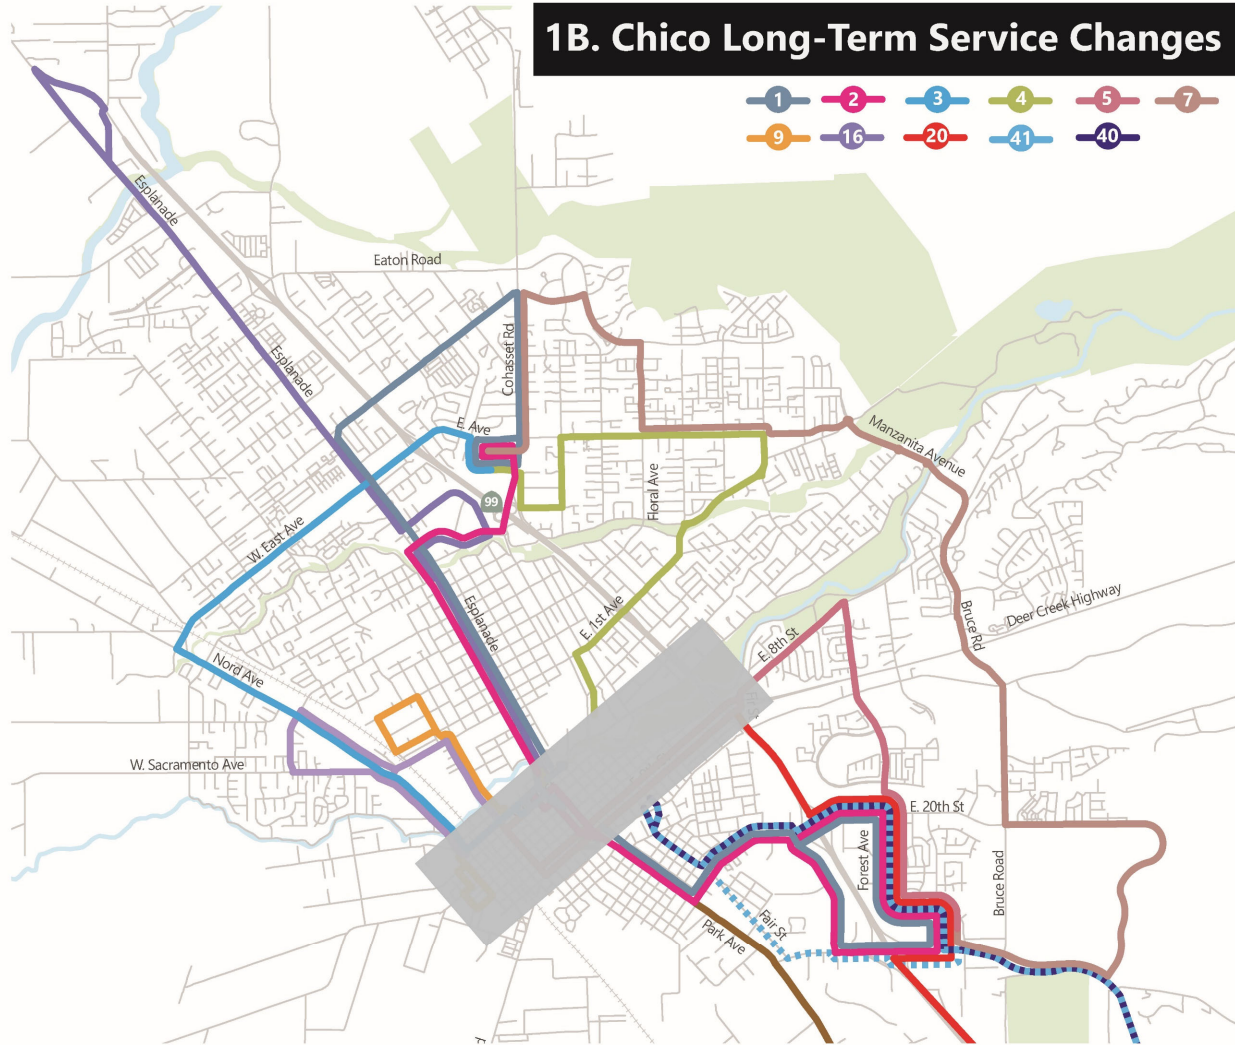 1B. Chico Long-Term Service Changes
1 2 3 4 5 7
9 16 20 41 40
Esplanade
Eaton Road
Esplanade
Cohasset Rd
E. Ave
Manzanita Avenue
Floral Ave
99
W. East Ave
Deer Creek Highway
E. 1st Ave
Esplanade
Bruce Rd
E. 8th St
Nord Ave
W. Sacramento Ave
E. 20th St
Forest Ave
Bruce Road
Fair St
Park Ave